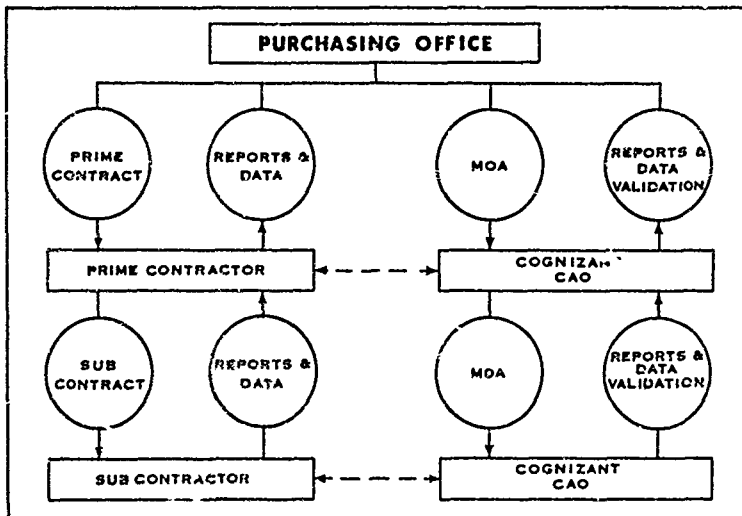 PURCHASING OFFICE
PRIME
CONTRACT
REPORTS &
DATA
MOA
REPORTS &
DATA
VALIDATION
PRIME CONTRACTOR
COGNIZANT
CAO
SUB
CONTRACT
REPORTS &
DATA
MOA
REPORTS &
DATA
VALIDATION
SUB CONTRACTOR
COGNIZANT
CAO